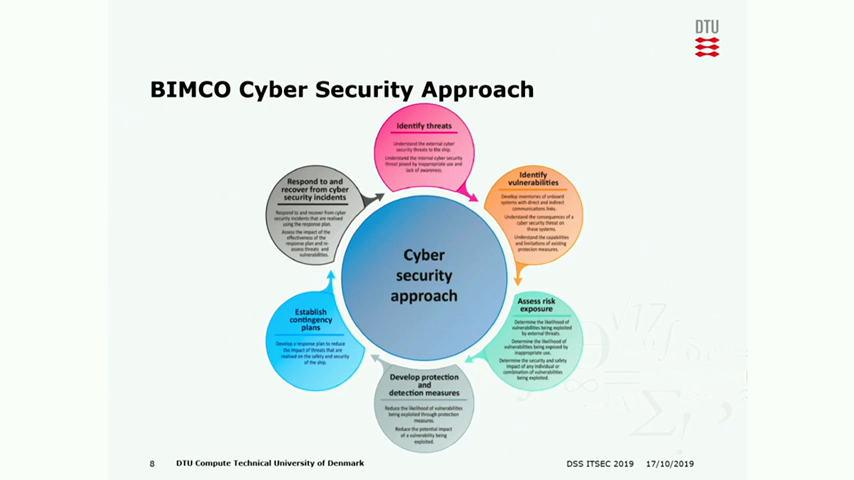 DTU
BIMCO Cyber Security Approach
Identify threats
Understand the external cyber
security threats to the ship.
Understand the internal cyber security
threat posed by inappropriate use and
lack of awareness.
Identify
vulnerabilities
Develop inventories of onboard
systems with direct and indirect
communications links.
Understand the consequences of a
cyber security threat on
these systems.
Understand the capabilities
and limitations of existing
protection measures.
Assess risk
exposure
Determine the likelihood of
vulnerabilities being exploited
by external threats.
Determine the likelihood of
vulnerabilities being exposed by
inappropriate use.
Determine the security and safety
impact of any individual or
combination of vulnerabilities
being exploited.
Develop protection
and
detection measures
Reduce the likelihood of vulnerabilities
being exploited through protection
measures.
Reduce the potential impact
of a vulnerability being
exploited.
Establish
contingency
plans
Develop a response plan to reduce
the impact of threats that are
realised on the safety and security
of the ship.
Respond to and
recover from cyber
security incidents
Respond to and recover from cyber
security incidents that are realised
using the response plan.
Assess the impact of the
effectiveness of the
response plan and re-
assess threats and
vulnerabilities.
Cyber
security
approach
8 DTU Compute Technical University of Denmark DSS ITSEC 2019 17/10/2019